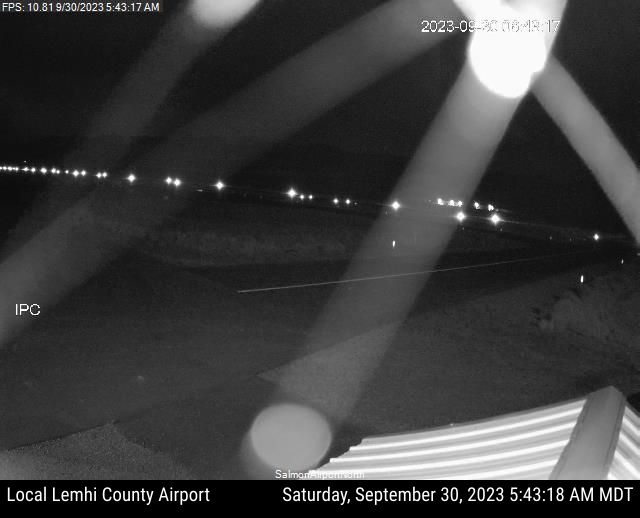 FPS: 10.81 9/30/2023 5:43:17 AM
IPC
Local Lemhi County Airport
Saturday, September 30, 2023 5:43:18 AM MDT